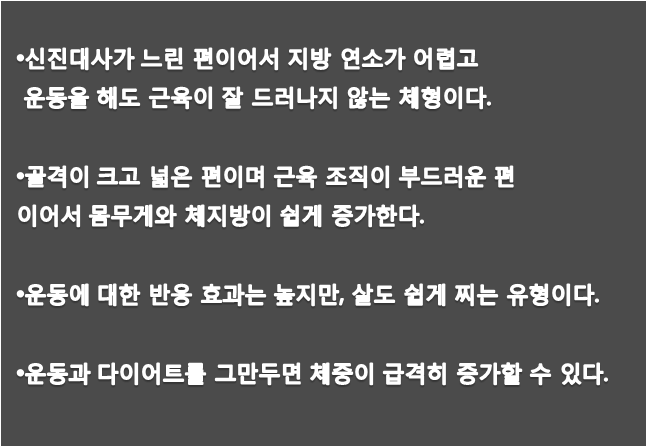 •신진대사가 느린 편이어서 지방 연소가 어렵고
운동을 해도 근육이 잘 드러나지 않는 체형이다.
•골격이 크고 넓은 편이며 근육 조직이 부드러운 편
이어서 몸무게와 체지방이 쉽게 증가한다.
•운동에 대한 반응 효과는 높지만, 살도 쉽게 찌는 유형이다.
•운동과 다이어트를 그만두면 체중이 급격히 증가할 수 있다.